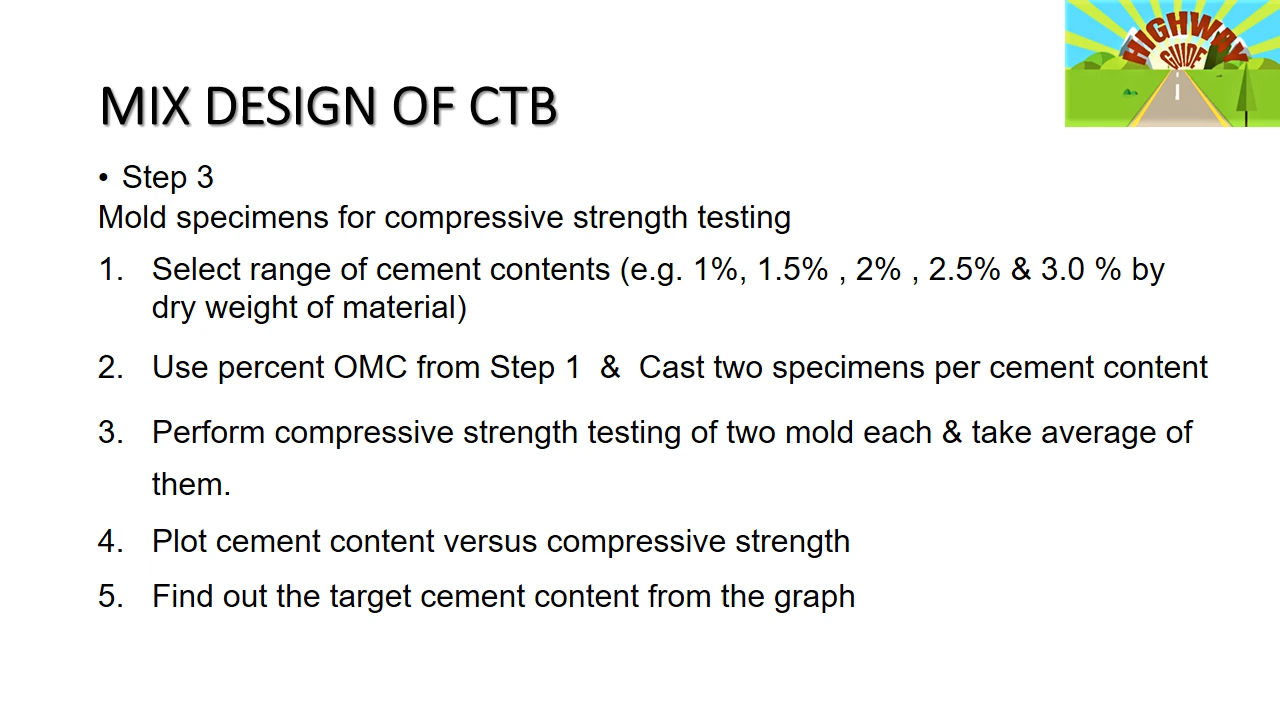 HIGHWAY
GUIDE
MIX DESIGN OF CTB
• Step 3
Mold specimens for compressive strength testing
1. Select range of cement contents (e.g. 1%, 1.5% , 2% , 2.5% & 3.0 % by
dry weight of material)
2. Use percent OMC from Step 1 & Cast two specimens per cement content
3. Perform compressive strength testing of two mold each & take average of
them.
4. Plot cement content versus compressive strength
5. Find out the target cement content from the graph